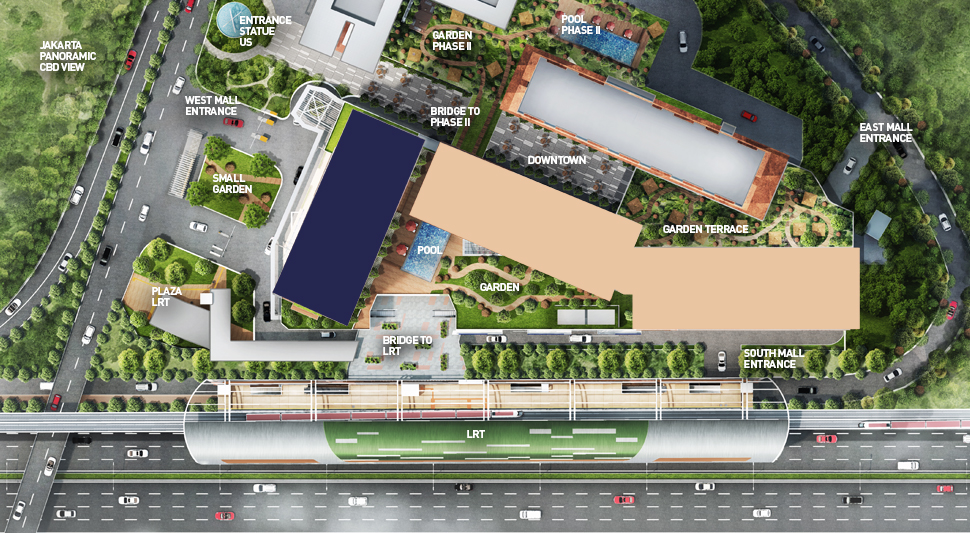 ENTRANCE
STATUE
US
POOL
PHASE II
GARDEN
PHASE II
JAKARTA
PANORAMIC
CBD VIEW
WEST MALL
ENTRANCE
BRIDGE TO
PHASE II
EAST MALL
ENTRANCE
DOWNTOWN
SMALL
GARDEN
GARDEN TERRACE
POOL
GARDEN
PLAZA
LRT
BRIDGE TO
LRT
SOUTH MALL
ENTRANCE
LRT